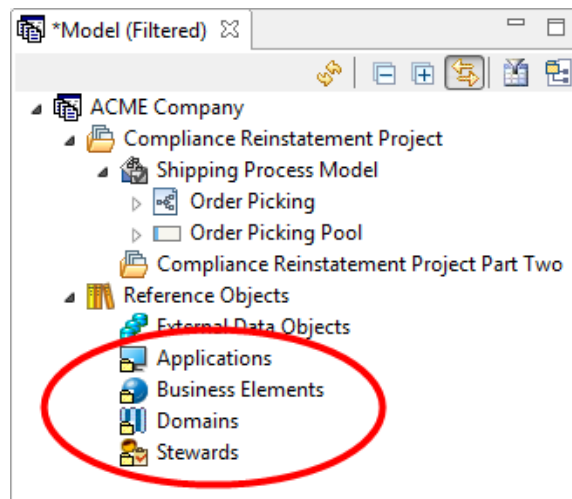 *Model (Filtered)
ACME Company
Compliance Reinstatement Project
Shipping Process Model
Order Picking
Order Picking Pool
Compliance Reinstatement Project Part Two
Reference Objects
External Data Objects
Applications
Business Elements
Domains
Stewards